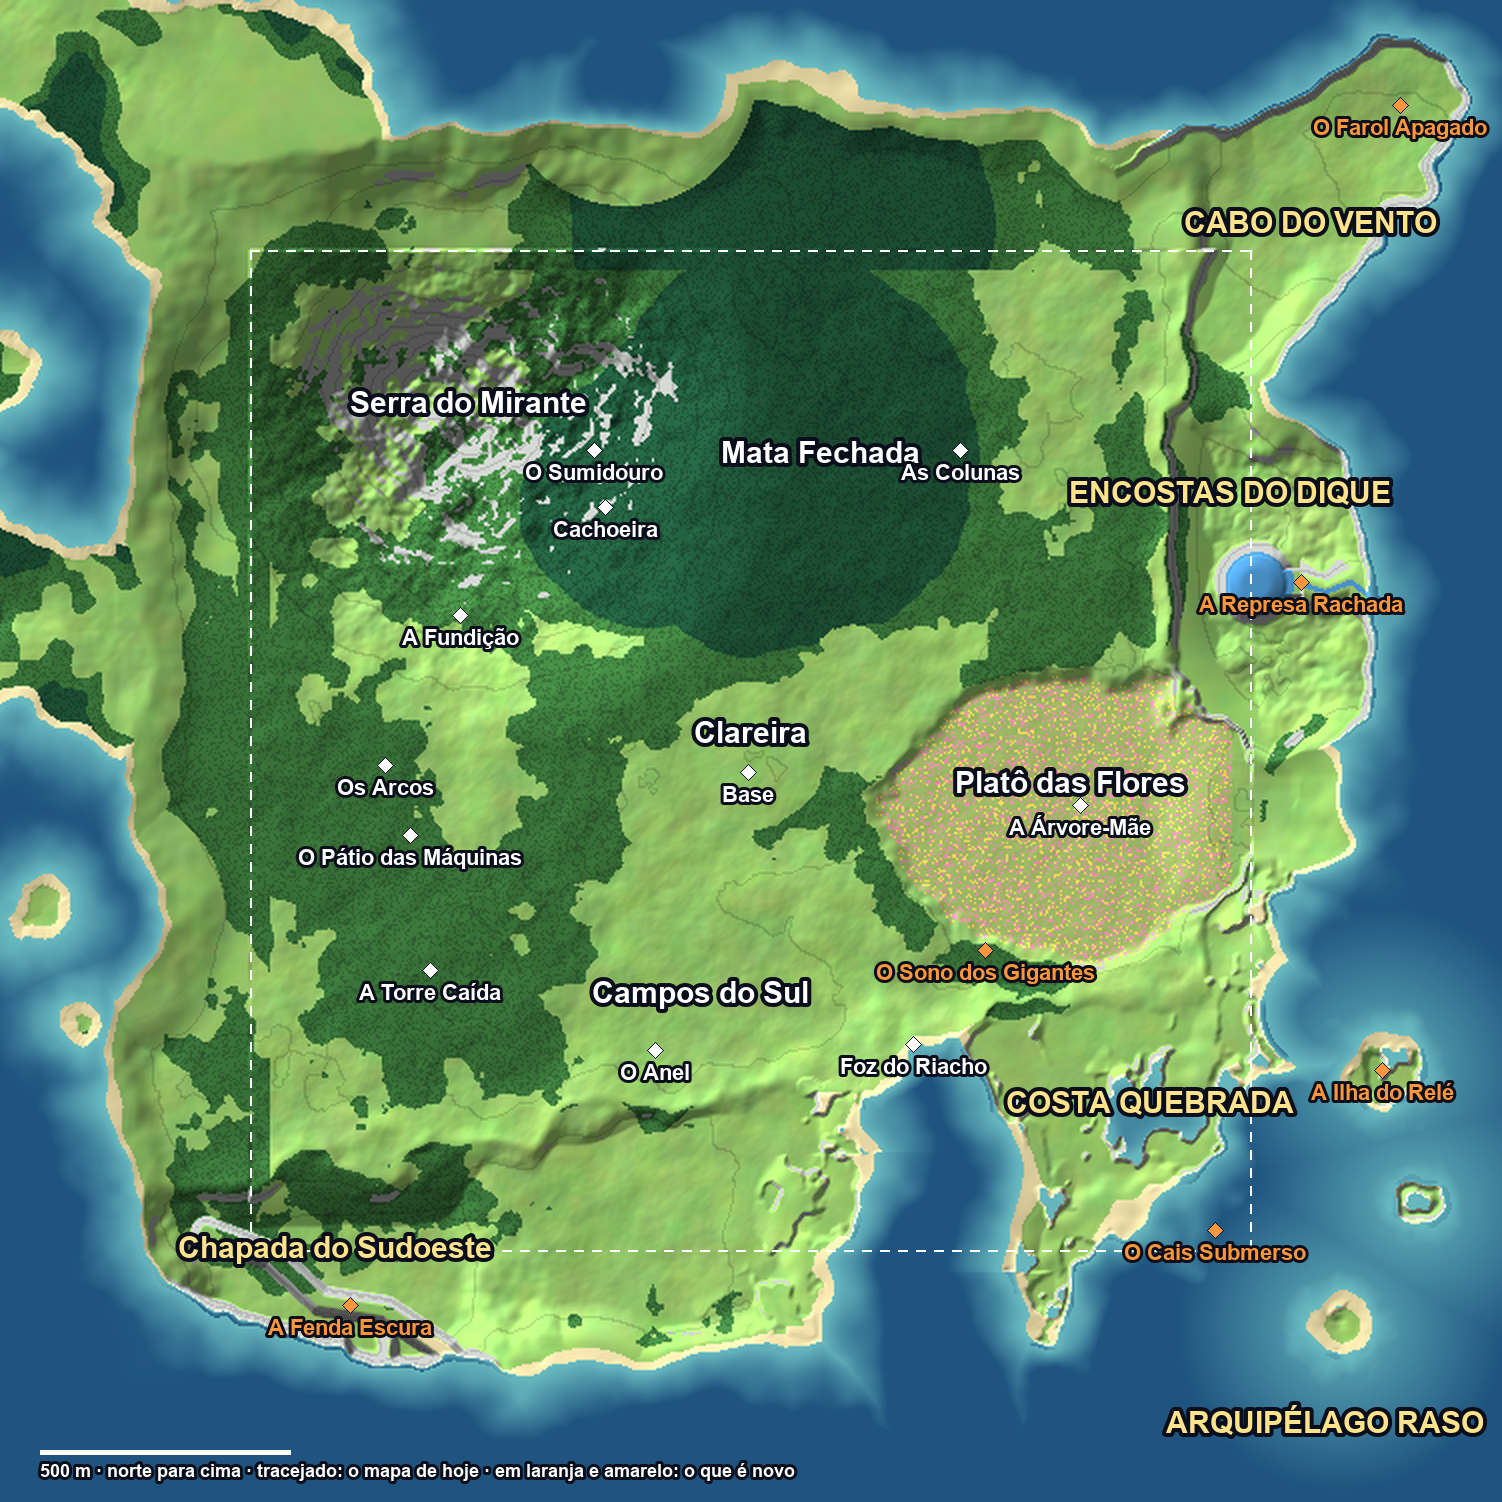 O Farol Apagado
CABO DO VENTO
Serra do Mirante
Mata Fechada
O Sumidouro
As Colunas
ENCOSTAS DO DIQUE
Cachoeira
A Represa Rachada
A Fundição
Clareira
Os Arcos
Base
Platô das Flores
A Árvore-Mãe
O Pátio das Máquinas
O Sono dos Gigantes
A Torre Caída
Campos do Sul
O Anel
Foz do Riacho
COSTA QUEBRADA
A Ilha do Relé
Chapada do Sudoeste
O Cais Submerso
A Fenda Escura
ARQUIPÉLAGO RASO
500 m · norte para cima · tracejado: o mapa de hoje · em laranja e amarelo: o que é novo